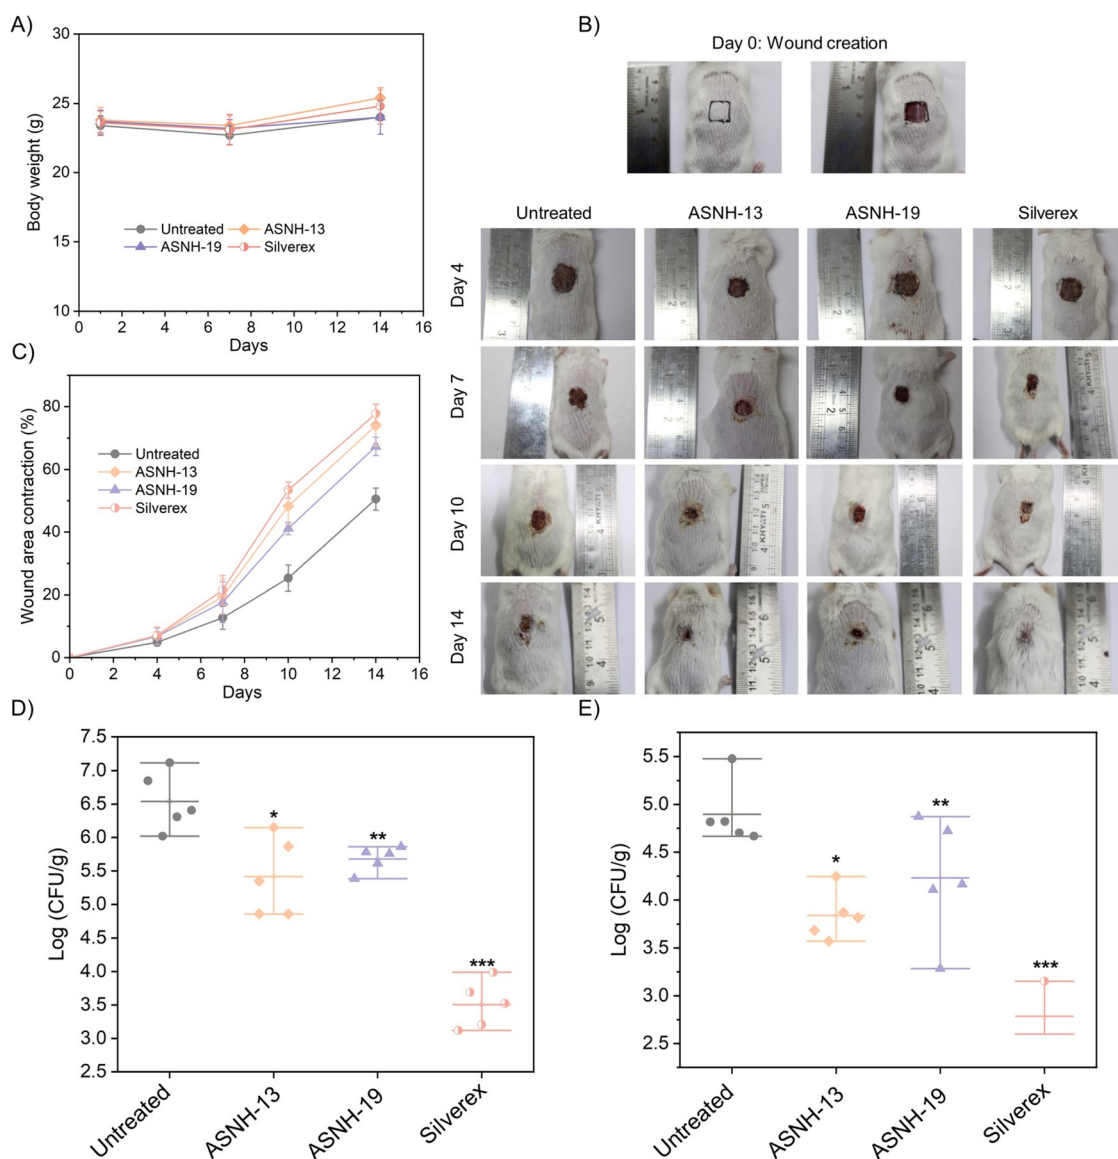 A)
30
25
20
15
10
Body weight (g)
Untreated
ASNH-13
ASNH-19
Silverex
0 2 4 6 8 10 12 14 16
Days
B)
Day 0: Wound creation
Untreated ASNH-13 ASNH-19 Silverex
Day 4
Day 7
Day 10
Day 14
C)
80
60
40
20
0
Wound area contraction (%)
Untreated
ASNH-13
ASNH-19
Silverex
0 2 4 6 8 10 12 14 16
Days
D)
7.5
7.0
6.5
6.0
5.5
5.0
4.5
4.0
3.5
3.0
2.5
Log (CFU/g)
*
**
***
Untreated ASNH-13 ASNH-19 Silverex
E)
5.5
5.0
4.5
4.0
3.5
3.0
2.5
Log (CFU/g)
*
**
***
Untreated ASNH-13 ASNH-19 Silverex